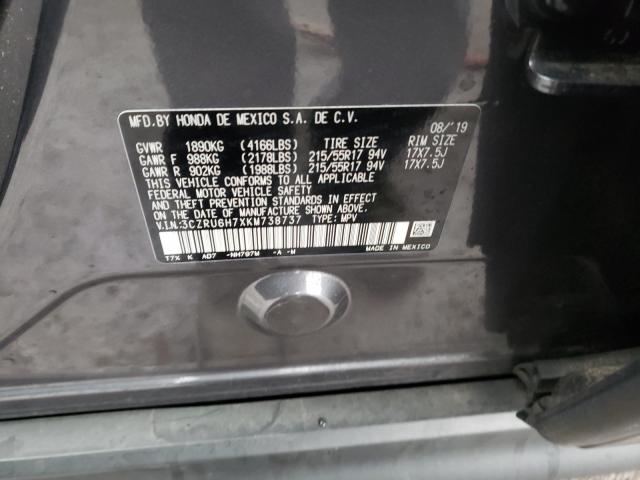 MFD.BY HONDA DE MEXICO S.A. DE C.V.
08/'19
GVWR 1890KG (4166LBS) TIRE SIZE RIM SIZE
GAWR F 988KG (2178LBS) 215/55R17 94V 17X7.5J
GAWR R 902KG (1988LBS) 215/55R17 94V 17X7.5J
THIS VEHICLE CONFORMS TO ALL APPLICABLE
FEDERAL MOTOR VEHICLE SAFETY
AND THEFT PREVENTION STANDARDS IN EFFECT ON
THE DATE OF MANUFACTURE SHOWN ABOVE.
V.I.N:3CZRU6H7XKM738737 TYPE: MPV
MADE IN MEXICO
T7X K AD7 -NH797M -A -M